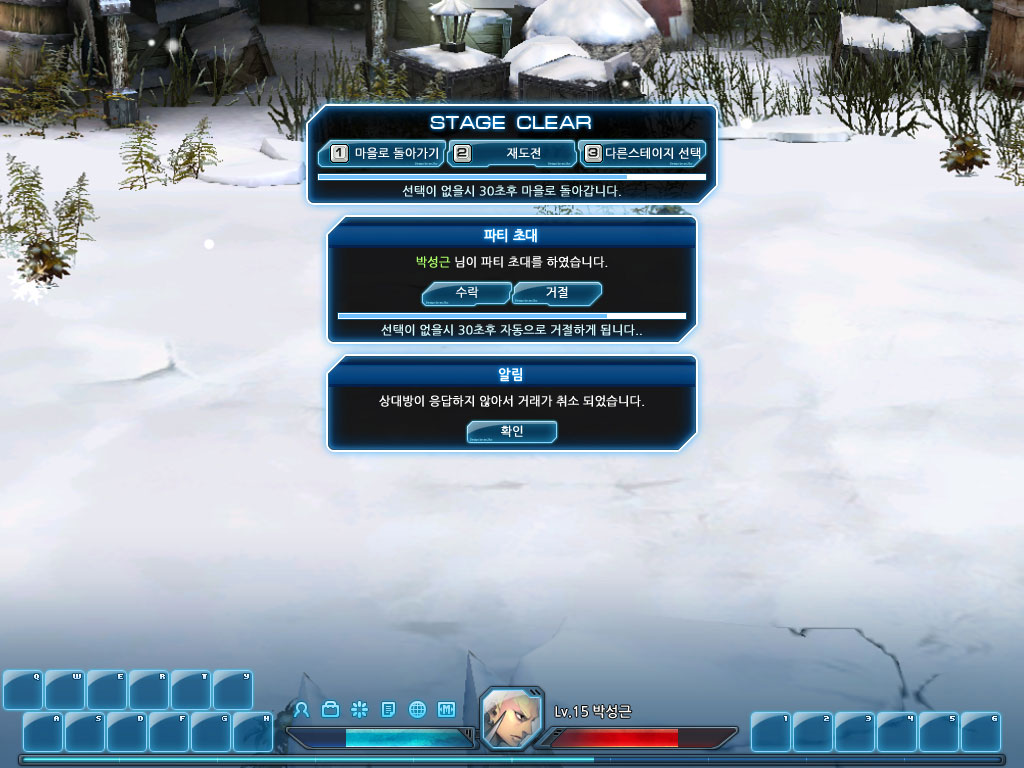 STAGE CLEAR
1 마을로 돌아가기 2 재도전 3 다른스테이지 선택
선택이 없을시 30초후 마을로 돌아갑니다.
파티 초대
박성근 님이 파티 초대를 하였습니다.
수락 거절
선택이 없을시 30초후 자동으로 거절하게 됩니다..
알림
상대방이 응답하지 않아서 거래가 취소 되었습니다.
확인
Q W E R T Y
A S D F G H
M
Lv.15 박성근
1 2 3 4 5 6